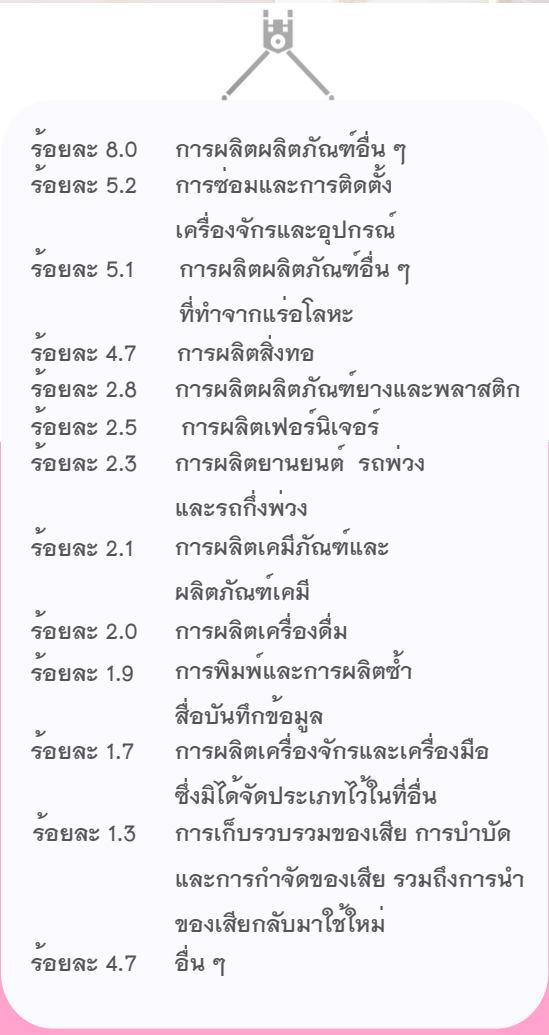 ร้อยละ 8.0 การผลิตผลิตภัณฑ์อื่น ๆ
ร้อยละ 5.2 การซ่อมและการติดตั้ง
เครื่องจักรและอุปกรณ์
ร้อยละ 5.1 การผลิตผลิตภัณฑ์อื่น ๆ
ที่ทำจากแร่อโลหะ
ร้อยละ 4.7 การผลิตสิ่งทอ
ร้อยละ 2.8 การผลิตผลิตภัณฑ์ยางและพลาสติก
ร้อยละ 2.5 การผลิตเฟอร์นิเจอร์
ร้อยละ 2.3 การผลิตยานยนต์ รถพ่วง
และรถกึ่งพ่วง
ร้อยละ 2.1 การผลิตเคมีภัณฑ์และ
ผลิตภัณฑ์เคมี
ร้อยละ 2.0 การผลิตเครื่องดื่ม
ร้อยละ 1.9 การพิมพ์และการผลิตซ้ำ
สื่อบันทึกข้อมูล
ร้อยละ 1.7 การผลิตเครื่องจักรและเครื่องมือ
ซึ่งมิได้จัดประเภทไว้ในที่อื่น
ร้อยละ 1.3 การเก็บรวบรวมของเสีย การบำบัด
และการกำจัดของเสีย รวมถึงการนำ
ของเสียกลับมาใช้ใหม่
ร้อยละ 4.7 อื่น ๆ